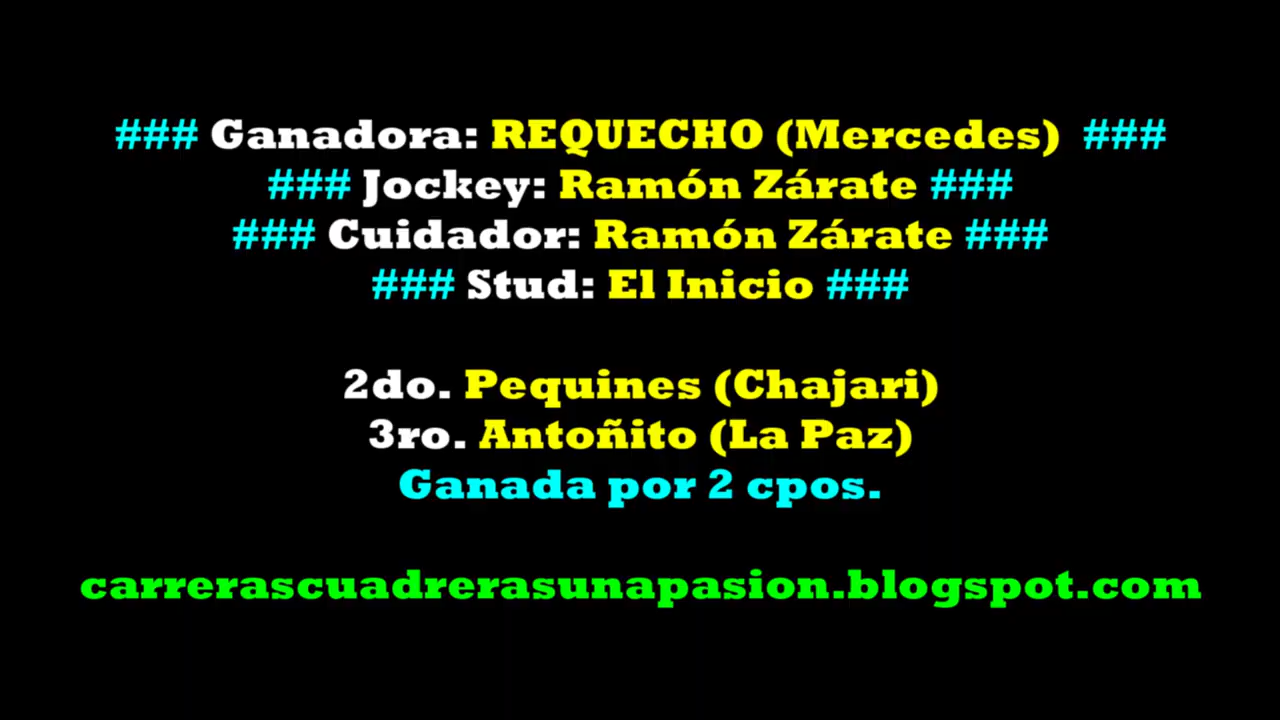 ### Ganadora: REQUECHO (Mercedes) ###
### Jockey: Ramón Zárate ###
### Cuidador: Ramón Zárate ###
### Stud: El Inicio ###
2do. Pequines (Chajari)
3ro. Antoñito (La Paz)
Ganada por 2 cpos.
carrerascuadrerasunapasion.blogspot.com